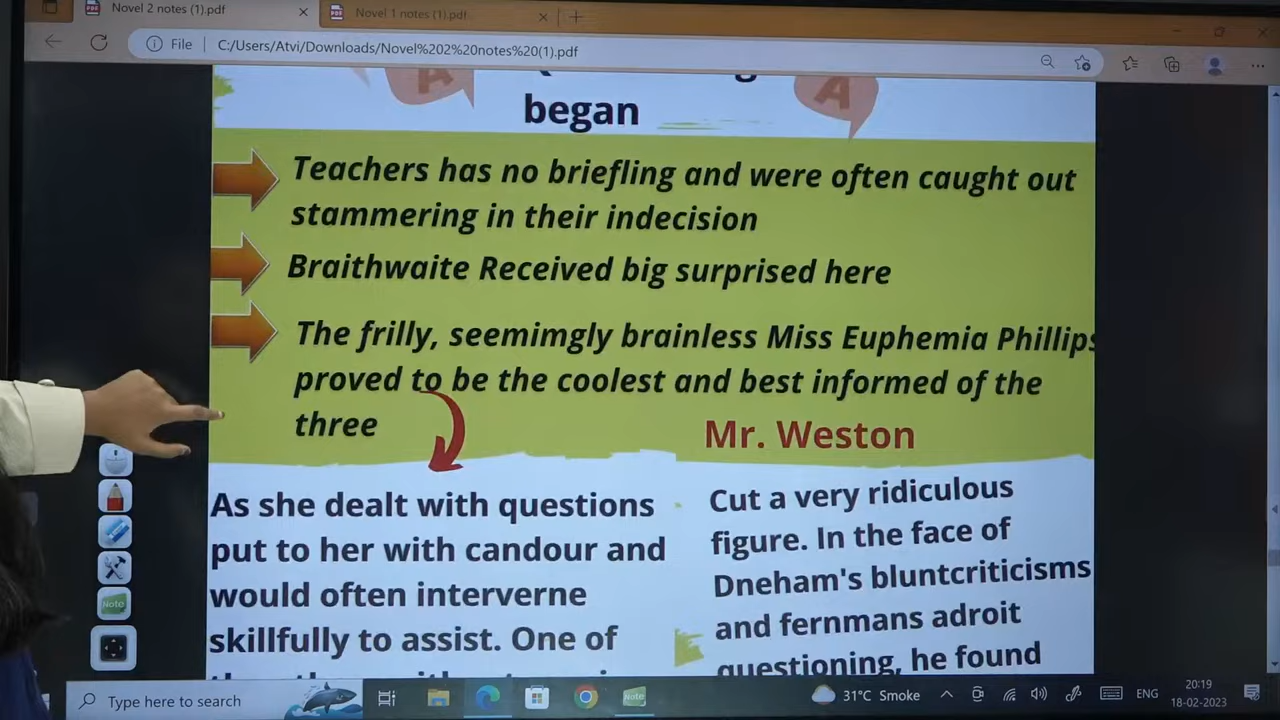 Novel 2 notes (1).pdf
Novel 1 notes (1).pdf
File
C:/Users/Atvi/Downloads/Novel%202%20notes%20(1).pdf
A
A
began
Teachers has no briefling and were often caught out
stammering in their indecision
Braithwaite Received big surprised here
The frilly, seemimgly brainless Miss Euphemia Phillips
proved to be the coolest and best informed of the
three
Mr. Weston
As she dealt with questions
put to her with candour and
would often interverne
skillfully to assist. One of
Cut a very ridiculous
figure. In the face of
Dneham's bluntcriticisms
and fernmans adroit
questioning, he found
Note
Type here to search
Note
31°C Smoke
ENG
20:19
18-02-2023